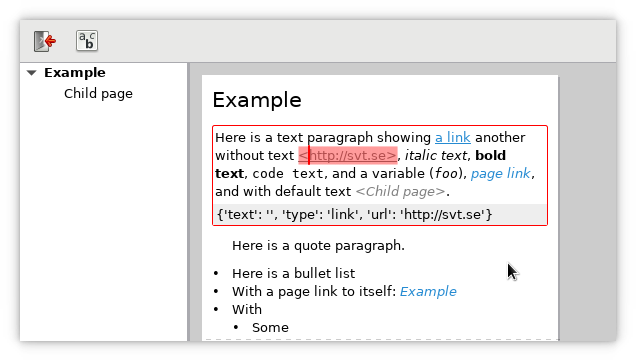 a c b
Example
Child page
Example
Here is a text paragraph showing a link another
without text <http://svt.se>, italic text, bold
text, code text, and a variable (foo), page link,
and with default text <Child page>.
{'text': '', 'type': 'link', 'url': 'http://svt.se'}
Here is a quote paragraph.
• Here is a bullet list
• With a page link to itself: Example
• With
• Some